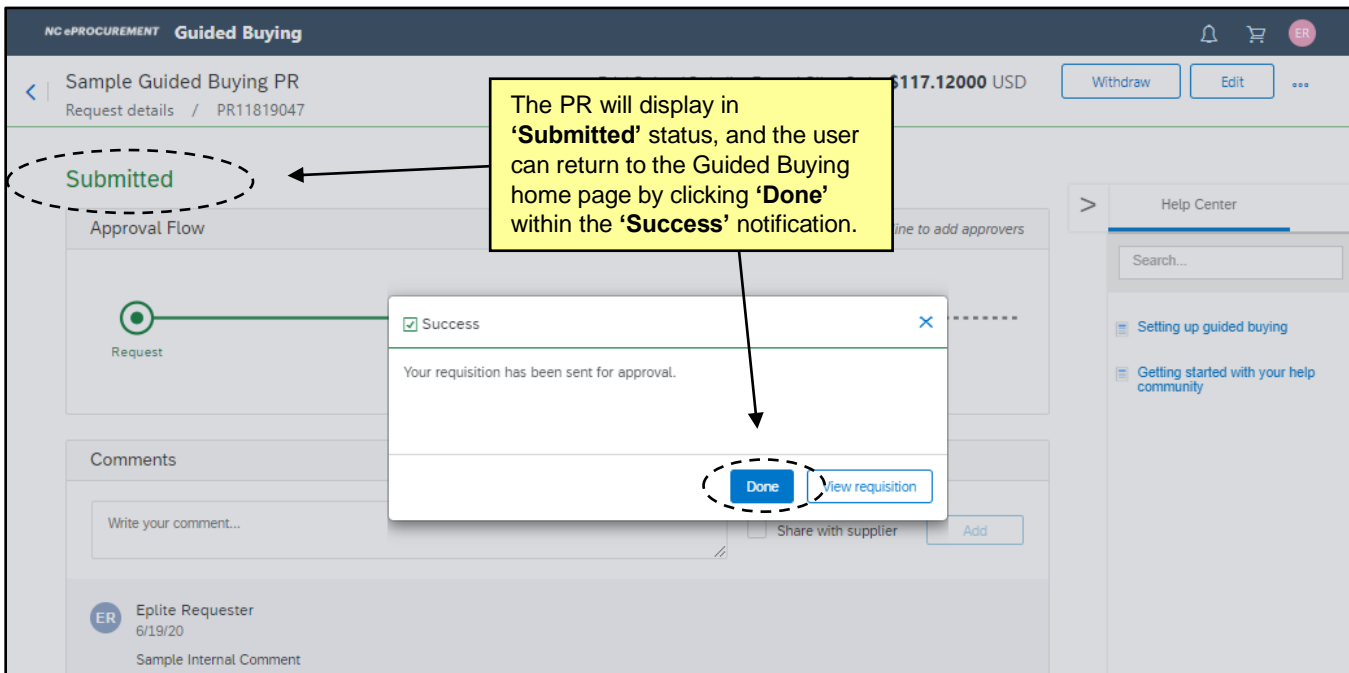 NC ePROCUREMENT Guided Buying
ER
Sample Guided Buying PR
$117.12000 USD
Withdraw
Edit
Request details / PR11819047
The PR will display in
‘Submitted’ status, and the user
can return to the Guided Buying
home page by clicking ‘Done’
within the ‘Success’ notification.
Submitted
> Help Center
Approval Flow
to add approvers
Search...
Success
Request
Your requisition has been sent for approval.
Setting up guided buying
Getting started with your help
community
Comments
Done
View requisition
Write your comment...
Share with supplier
Add
ER
Eplite Requester
6/19/20
Sample Internal Comment